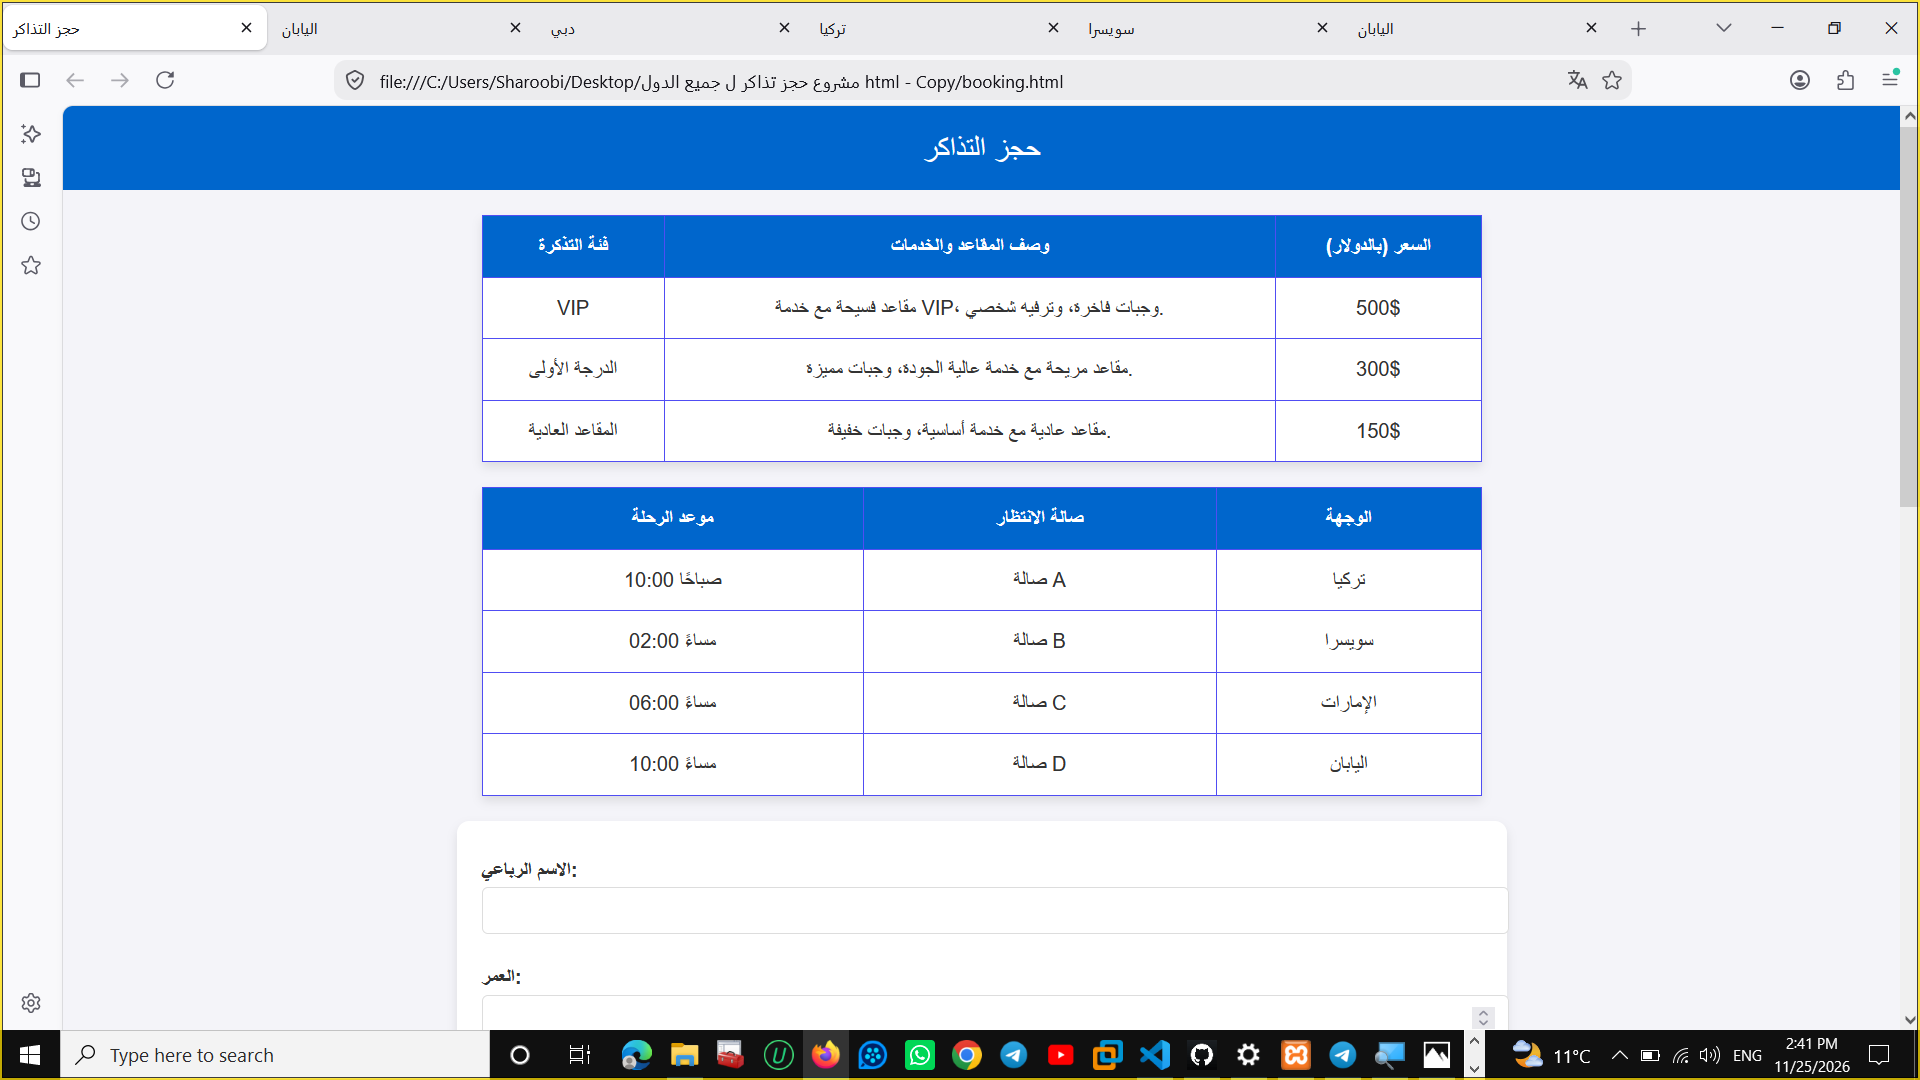 حجز التذاكر
اليابان
دبي
تركيا
سويسرا
اليابان
file:///C:/Users/Sharoobi/Desktop/مشروع حجز تذاكر ل جميع الدول html - Copy/booking.html
حجز التذاكر
فئة التذكرة وصف المقاعد والخدمات السعر (بالدولار)
VIP مقاعد فسيحة مع خدمة VIP، وجبات فاخرة، وترفيه شخصي. 500$
الدرجة الأولى مقاعد مريحة مع خدمة عالية الجودة، وجبات مميزة. 300$
المقاعد العادية مقاعد عادية مع خدمة أساسية، وجبات خفيفة. 150$
موعد الرحلة صالة الانتظار الوجهة
10:00 صباحًا صالة A تركيا
02:00 مساءً صالة B سويسرا
06:00 مساءً صالة C الإمارات
10:00 مساءً صالة D اليابان
الاسم الرباعي:
العمر:
Type here to search
11°C
ENG
2:41 PM
11/25/2026